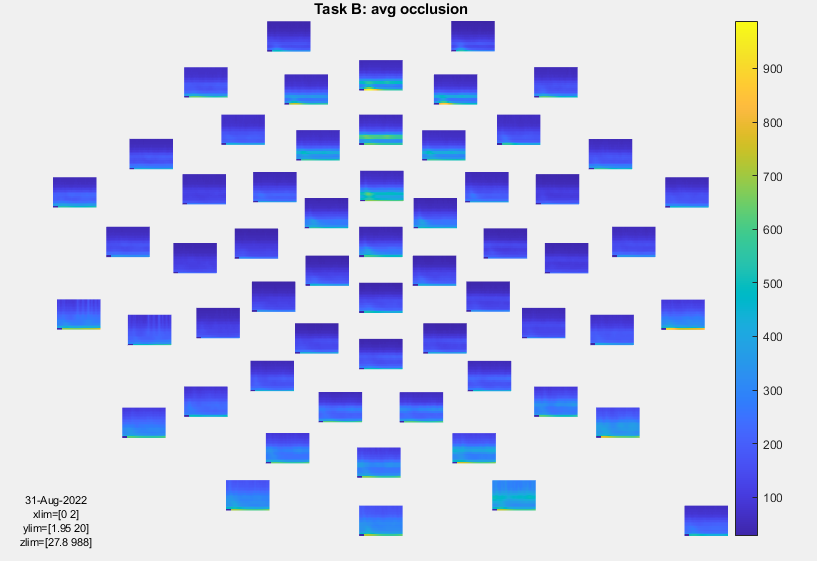 Task B: avg occlusion
900
800
700
600
500
400
300
200
100
31-Aug-2022
xlim=[0 2]
ylim=[1.95 20]
zlim=[27.8 988]